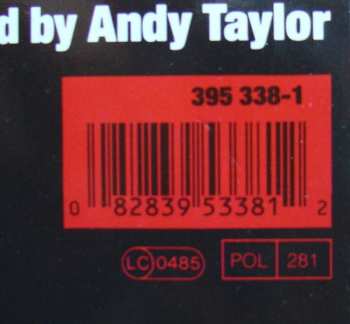 d by Andy Taylor
395 338-1
0 82839 53381 2
LC 0485 POL 281